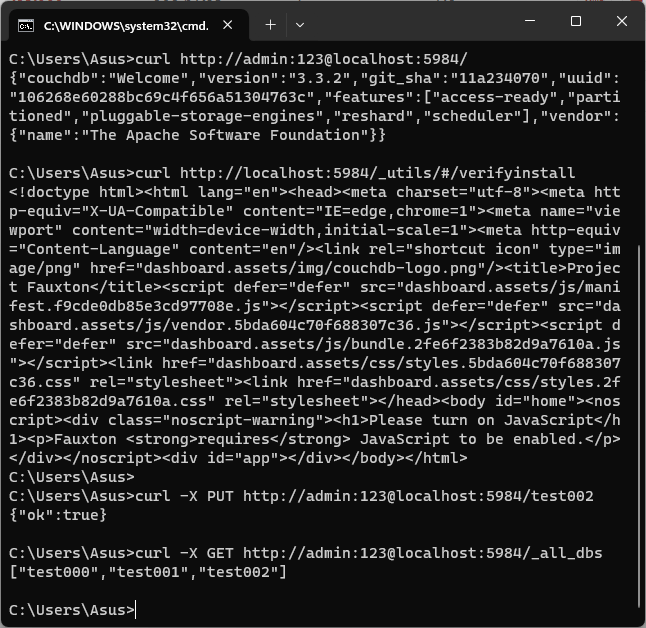 C:\WINDOWS\system32\cmd.
C:\Users\Asus>curl http://admin:123@localhost:5984/
{"couchdb":"Welcome","version":"3.3.2","git_sha":"11a234070","uuid":
"106268e60288bc69c4f656a51304763c","features":["access-ready","parti
tioned","pluggable-storage-engines","reshard","scheduler"],"vendor":
{"name":"The Apache Software Foundation"}}
C:\Users\Asus>curl http://localhost:5984/_utils/#/verifyinstall
<!doctype html><html lang="en"><head><meta charset="utf-8"><meta htt
p-equiv="X-UA-Compatible" content="IE=edge,chrome=1"><meta name="vie
wport" content="width=device-width,initial-scale=1"><meta http-equiv
="Content-Language" content="en"/><link rel="shortcut icon" type="im
age/png" href="dashboard.assets/img/couchdb-logo.png"/><title>Projec
t Fauxton</title><script defer="defer" src="dashboard.assets/js/mani
fest.f9cde0db85e3cd97708e.js"></script><script defer="defer" src="da
shboard.assets/js/vendor.5bda604c70f688307c36.js"></script><script d
efer="defer" src="dashboard.assets/js/bundle.2fe6f2383b82d9a7610a.js
"></script><link href="dashboard.assets/css/styles.5bda604c70f688307
c36.css" rel="stylesheet"><link href="dashboard.assets/css/styles.2f
e6f2383b82d9a7610a.css" rel="stylesheet"></head><body id="home"><nos
cript><div class="noscript-warning"><h1>Please turn on JavaScript</h
1><p>Fauxton <strong>requires</strong> JavaScript to be enabled.</p>
</div></noscript><div id="app"></div></body></html>
C:\Users\Asus>
C:\Users\Asus>curl -X PUT http://admin:123@localhost:5984/test002
{"ok":true}
C:\Users\Asus>curl -X GET http://admin:123@localhost:5984/_all_dbs
["test000","test001","test002"]
C:\Users\Asus>